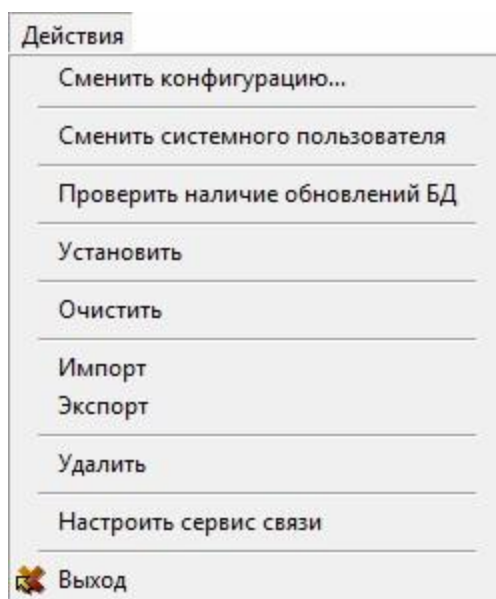 Действия
Сменить конфигурацию...
Сменить системного пользователя
Проверить наличие обновлений БД
Установить
Очистить
Импорт
Экспорт
Удалить
Настроить сервис связи
Выход